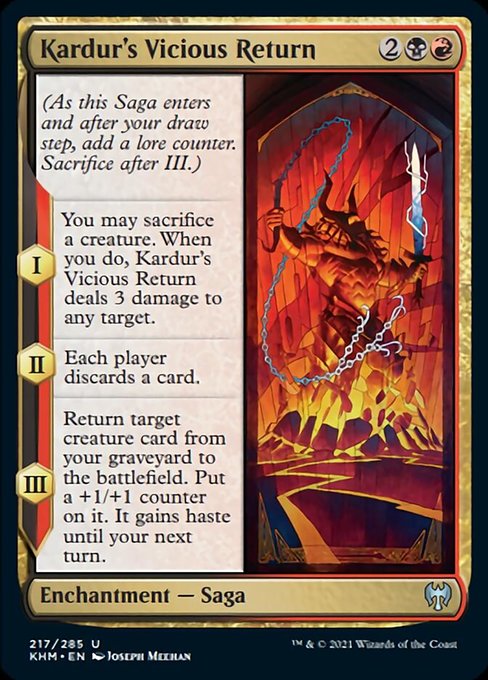 Kardur's Vicious Return 2
(As this Saga enters
and after your draw
step, add a lore counter.
Sacrifice after III.)
I
You may sacrifice
a creature. When
you do, Kardur's
Vicious Return
deals 3 damage to
any target.
II
Each player
discards a card.
III
Return target
creature card from
your graveyard to
the battlefield. Put
a +1/+1 counter
on it. It gains haste
until your next
turn.
Enchantment — Saga
217/285 U
KHM • EN Joseph Meehan
™ & © 2021 Wizards of the Coast